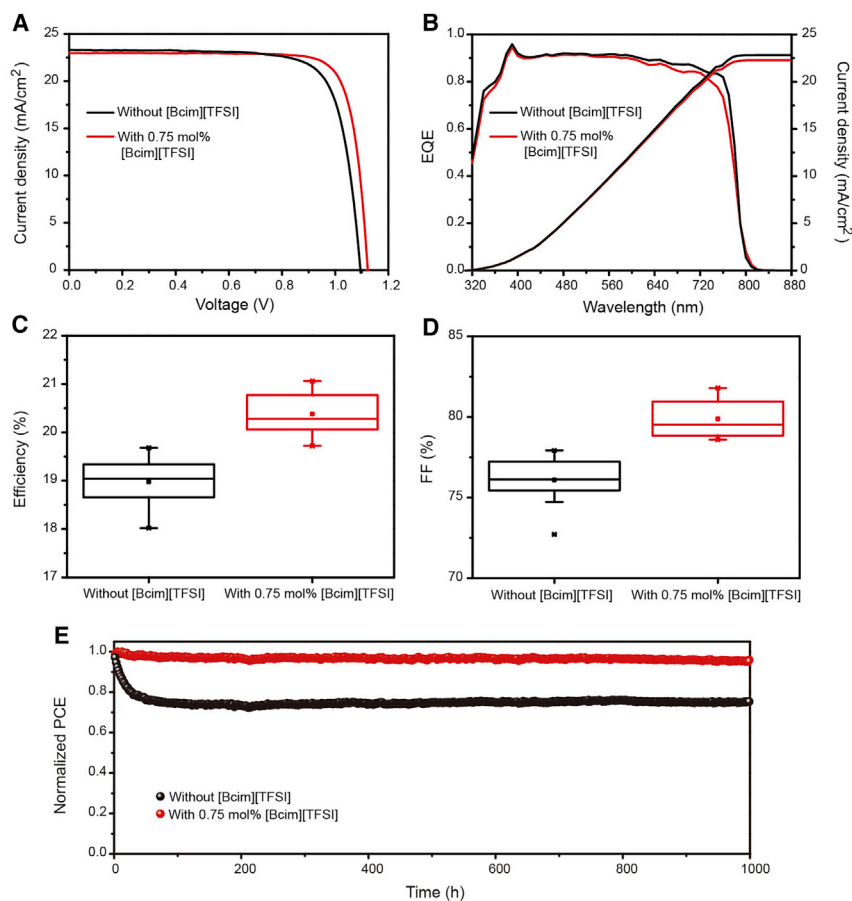 A
Current density (mA/cm²)
25
20
15
10
5
0
Without [Bcim][TFSI]
With 0.75 mol%
[Bcim][TFSI]
0.0 0.2 0.4 0.6 0.8 1.0 1.2
Voltage (V)
B
EQE
1.0
0.8
0.6
0.4
0.2
0.0
Without [Bcim][TFSI]
With 0.75 mol%
[Bcim][TFSI]
25
20
15
10
5
0
Current density (mA/cm²)
320 400 480 560 640 720 800 880
Wavelength (nm)
C
Efficiency (%)
22
21
20
19
18
17
Without [Bcim][TFSI] With 0.75 mol% [Bcim][TFSI]
D
FF (%)
85
80
75
70
Without [Bcim][TFSI] With 0.75 mol% [Bcim][TFSI]
E
Normalized PCE
1.0
0.8
0.6
0.4
0.2
0.0
Without [Bcim][TFSI]
With 0.75 mol% [Bcim][TFSI]
0 200 400 600 800 1000
Time (h)